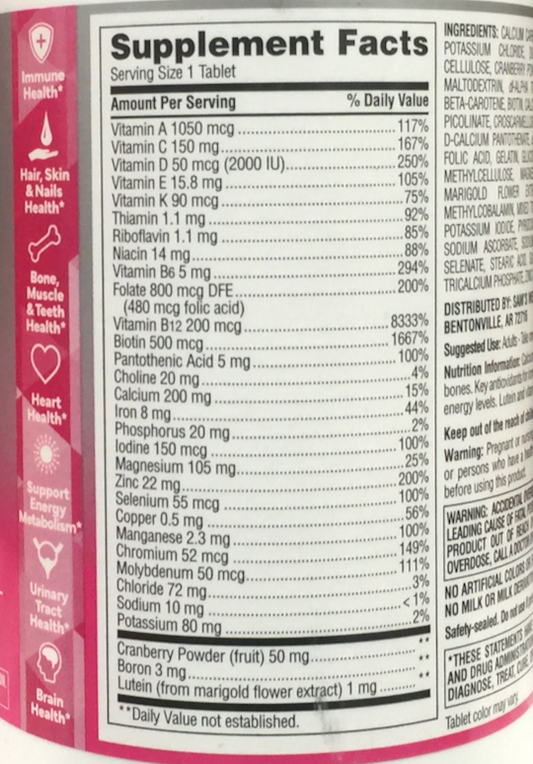 Immune
Health*
Hair, Skin
& Nails
Health*
Bone,
Muscle
& Teeth
Health*
Heart
Health*
Support
Energy
Metabolism*
Urinary
Tract
Health*
Brain
Health*
Supplement Facts
Serving Size 1 Tablet
Amount Per Serving % Daily Value
Vitamin A 1050 mcg 117%
Vitamin C 150 mg 167%
Vitamin D 50 mcg (2000 IU) 250%
Vitamin E 15.8 mg 105%
Vitamin K 90 mcg 75%
Thiamin 1.1 mg 92%
Riboflavin 1.1 mg 85%
Niacin 14 mg 88%
Vitamin B6 5 mg 294%
Folate 800 mcg DFE 200%
(480 mcg folic acid)
Vitamin B12 200 mcg 8333%
Biotin 500 mcg 1667%
Pantothenic Acid 5 mg 100%
Choline 20 mg 4%
Calcium 200 mg 15%
Iron 8 mg 44%
Phosphorus 20 mg 2%
Iodine 150 mcg 100%
Magnesium 105 mg 25%
Zinc 22 mg 200%
Selenium 55 mcg 100%
Copper 0.5 mg 56%
Manganese 2.3 mg 100%
Chromium 52 mcg 149%
Molybdenum 50 mcg 111%
Chloride 72 mg 3%
Sodium 10 mg <1%
Potassium 80 mg 2%
Cranberry Powder (fruit) 50 mg **
Boron 3 mg **
Lutein (from marigold flower extract) 1 mg **
**Daily Value not established.
INGREDIENTS: CALCIUM
POTASSIUM CHLORIDE,
CELLULOSE, CRANBERRY
MALTODEXTRIN,
BETA-CAROTENE, BIOTIN,
PICOLINATE,
D-CALCIUM PANTOTHENATE,
FOLIC ACID, GELATIN,
METHYLCELLULOSE,
MARIGOLD FLOWER
METHYLCOBALAMIN,
POTASSIUM IODIDE,
SODIUM ASCORBATE,
SELENATE, STEARIC ACID,
TRICALCIUM PHOSPHATE,
DISTRIBUTED BY: SAM'S
BENTONVILLE, AR 72716
Suggested Use: Adults -
Nutrition Information:
bones. Key antioxidants
energy levels. Lutein and
Keep out of the reach of
Warning: Pregnant or
or persons who have a
before using this product.
WARNING: ACCIDENTAL
LEADING CAUSE OF FATAL
PRODUCT OUT OF REACH
OVERDOSE, CALL A DOCTOR
NO ARTIFICIAL COLORS
NO MILK OR MILK
Safety-sealed. Do not use
*THESE STATEMENTS
AND DRUG
DIAGNOSE, TREAT, CURE
Tablet color may vary.